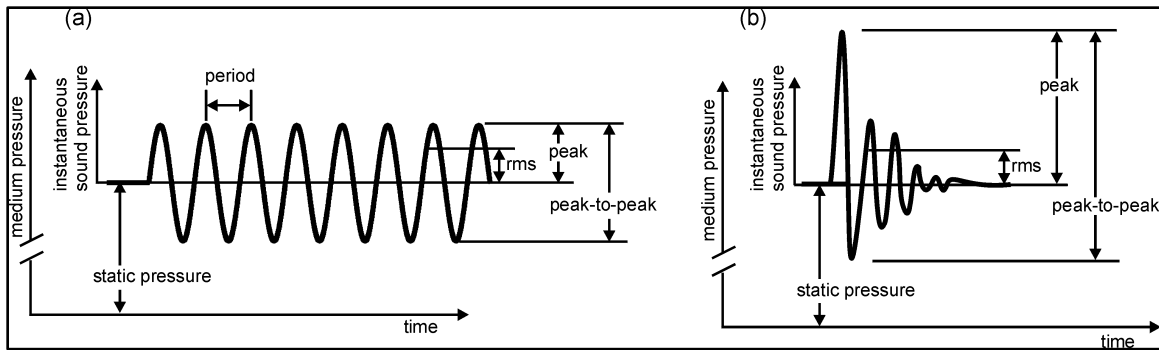 (a)
period
medium pressure
instantaneous
sound pressure
peak
rms
peak-to-peak
static pressure
time
(b)
medium pressure
instantaneous
sound pressure
peak
rms
peak-to-peak
static pressure
time